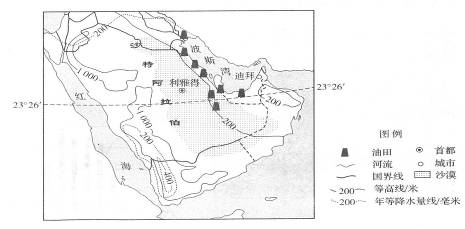 200
1 000
沙特阿拉伯
利雅得
波斯湾
迪拜
23°26′
23°26′
200
200
1 000
200
红海
图例
油田
首都
河流
城市
国界线
沙漠
200 等高线/米
200 年等降水量线/毫米